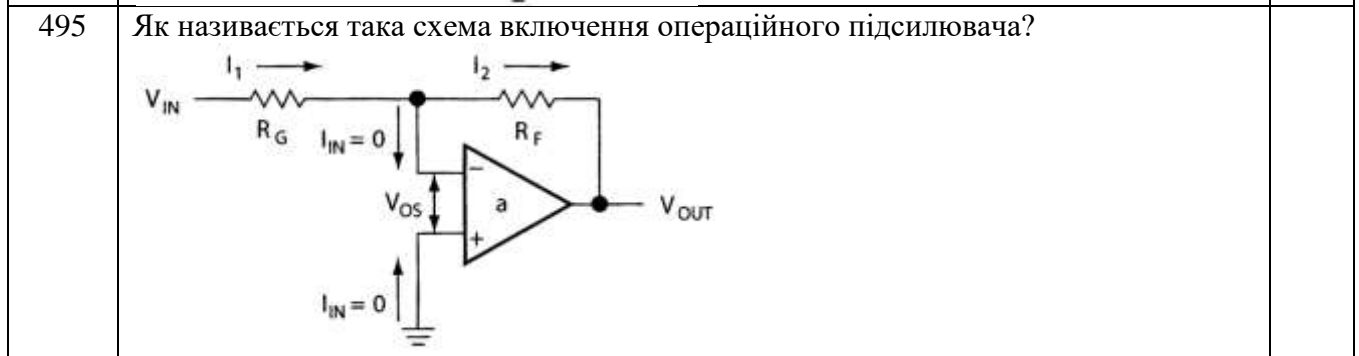 495 Як називається така схема включення операційного підсилювача?
I1 I2
VIN
RG IIN = 0 RF
VOS a VOUT
IIN = 0